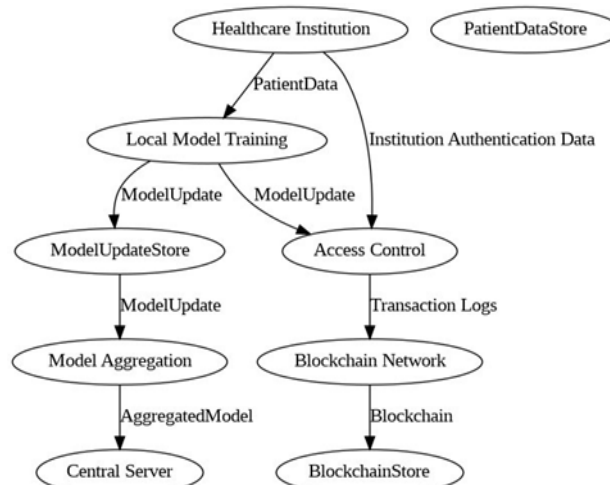 Healthcare Institution
PatientDataStore
PatientData
Local Model Training
Institution Authentication Data
ModelUpdate
ModelUpdate
ModelUpdateStore
Access Control
ModelUpdate
Transaction Logs
Model Aggregation
Blockchain Network
AggregatedModel
Blockchain
Central Server
BlockchainStore